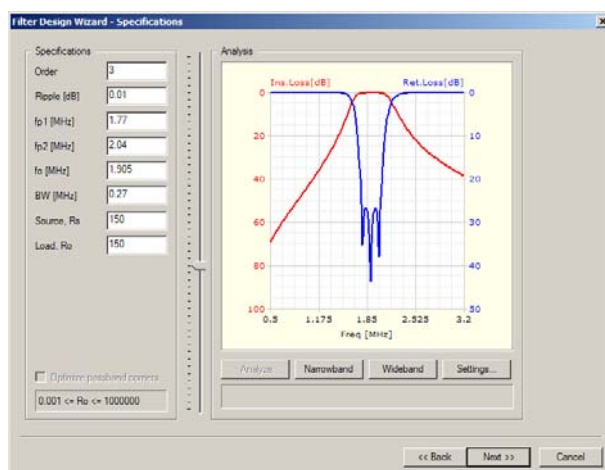 Filter Design Wizard - Specifications
Specifications
Order 3
Ripple [dB] 0.01
fp1 [MHz] 1.77
fp2 [MHz] 2.04
fo [MHz] 1.905
BW [MHz] 0.27
Source, Rs 150
Load, Ro 150
Optimize passband corners
0.001 <= Ro <= 1000000
Analysis
Ins.Loss[dB] Ret.Loss[dB]
0 0
20 10
40 20
60 30
80 40
100 50
0.5 1.175 1.85 2.525 3.2
Freq [MHz]
Analyze Narrowband Wideband Settings...
<< Back Next >> Cancel